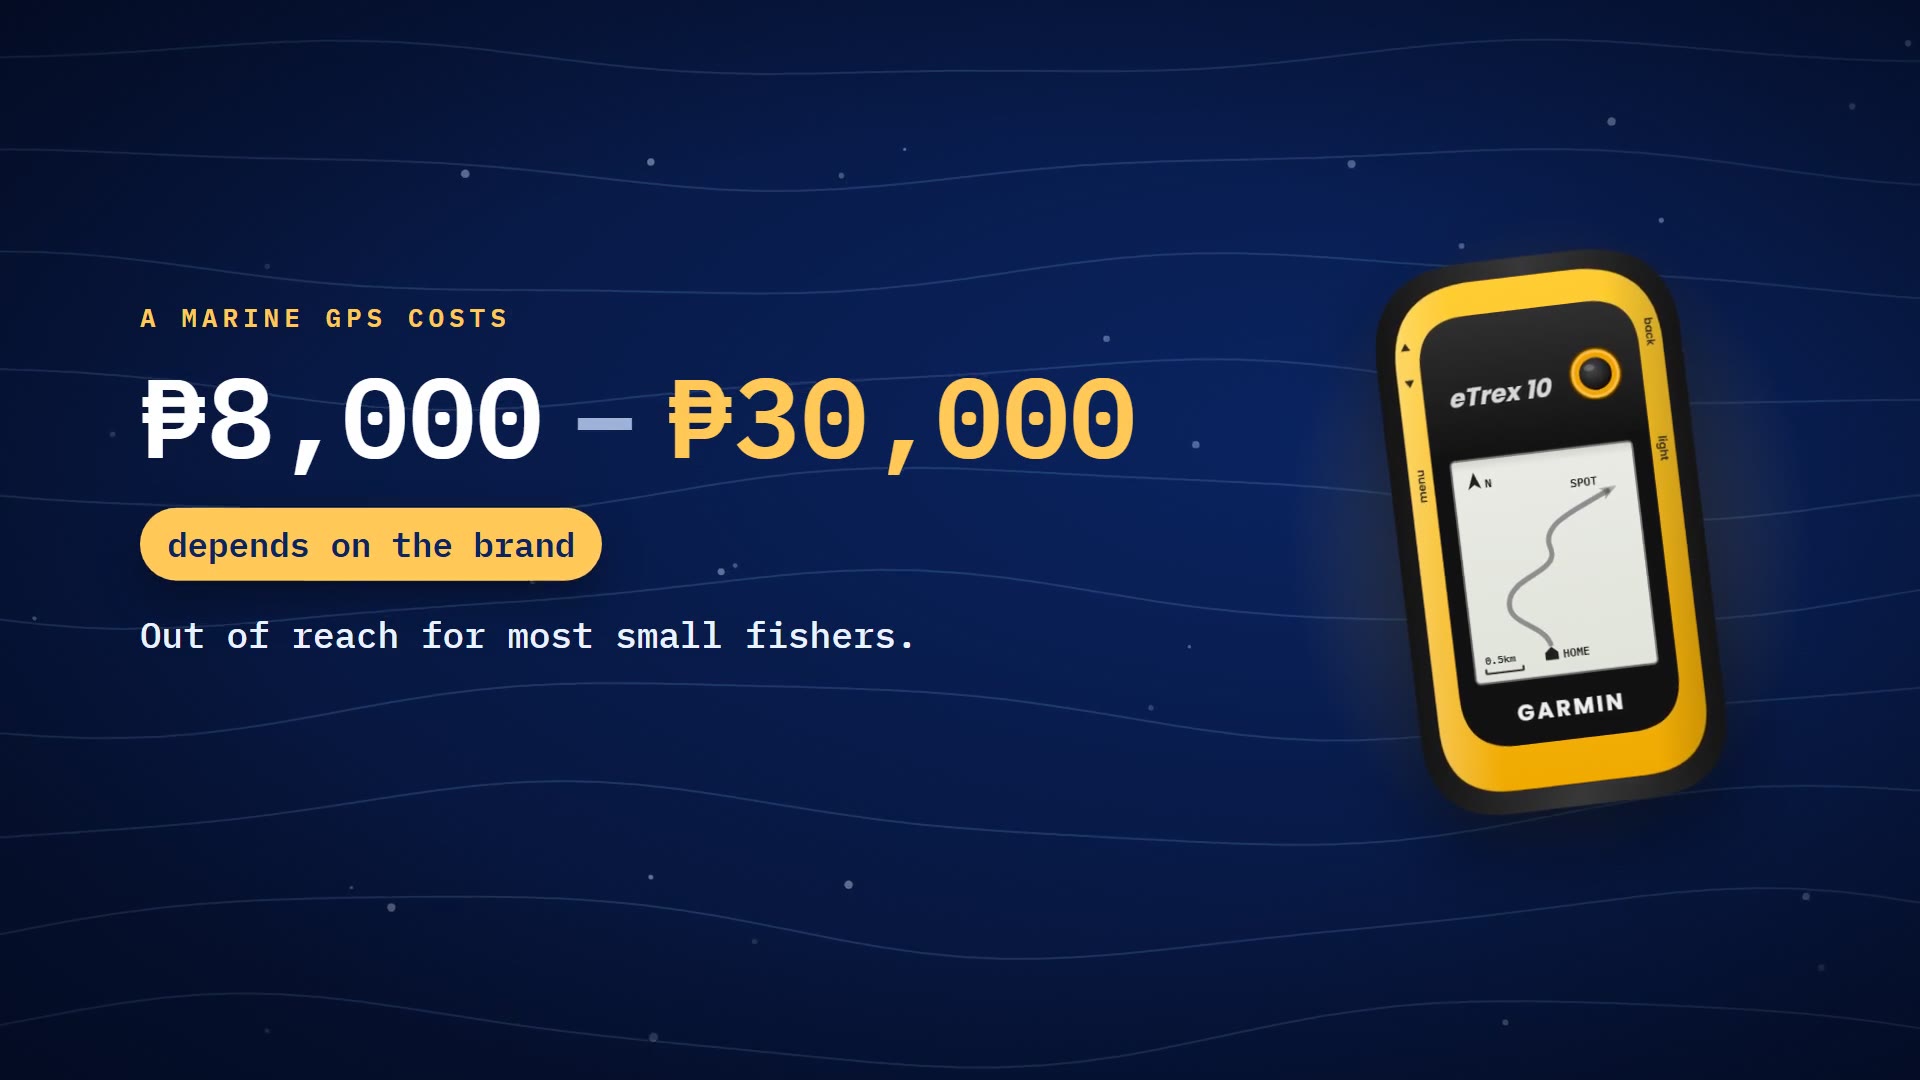 A MARINE GPS COSTS
₱8,000 – ₱30,000
depends on the brand
Out of reach for most small fishers.
back
eTrex 10
light
menu
N
SPOT
0.5km
HOME
GARMIN